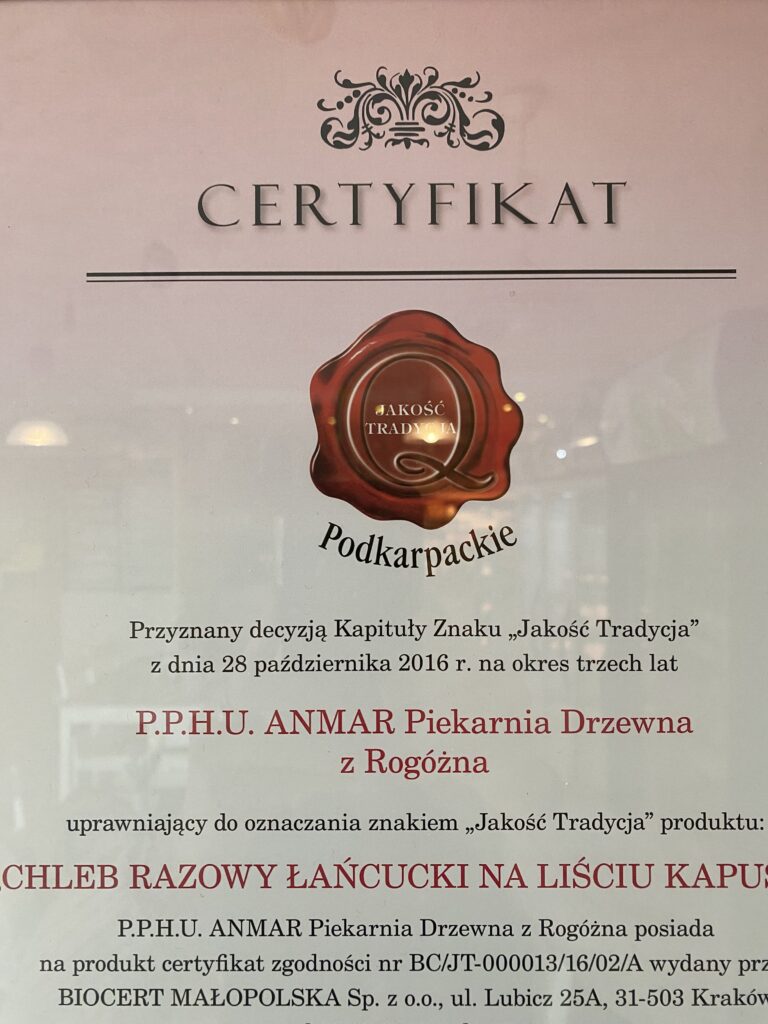 CERTYFIKAT
Q
JAKOŚĆ
TRADYCJA
Podkarpackie
Przyznany decyzją Kapituły Znaku „Jakość Tradycja”
z dnia 28 października 2016 r. na okres trzech lat
P.P.H.U. ANMAR Piekarnia Drzewna
z Rogóżna
uprawniający do oznaczania znakiem „Jakość Tradycja” produktu:
CHLEB RAZOWY ŁAŃCUCKI NA LIŚCIU
P.P.H.U. ANMAR Piekarnia Drzewna z Rogóżna posiada
na produkt certyfikat zgodności nr BC/JT-000013/16/02/A wydany
BIOCERT MAŁOPOLSKA Sp. z o.o., ul. Lubicz 25A, 31-503 Kraków